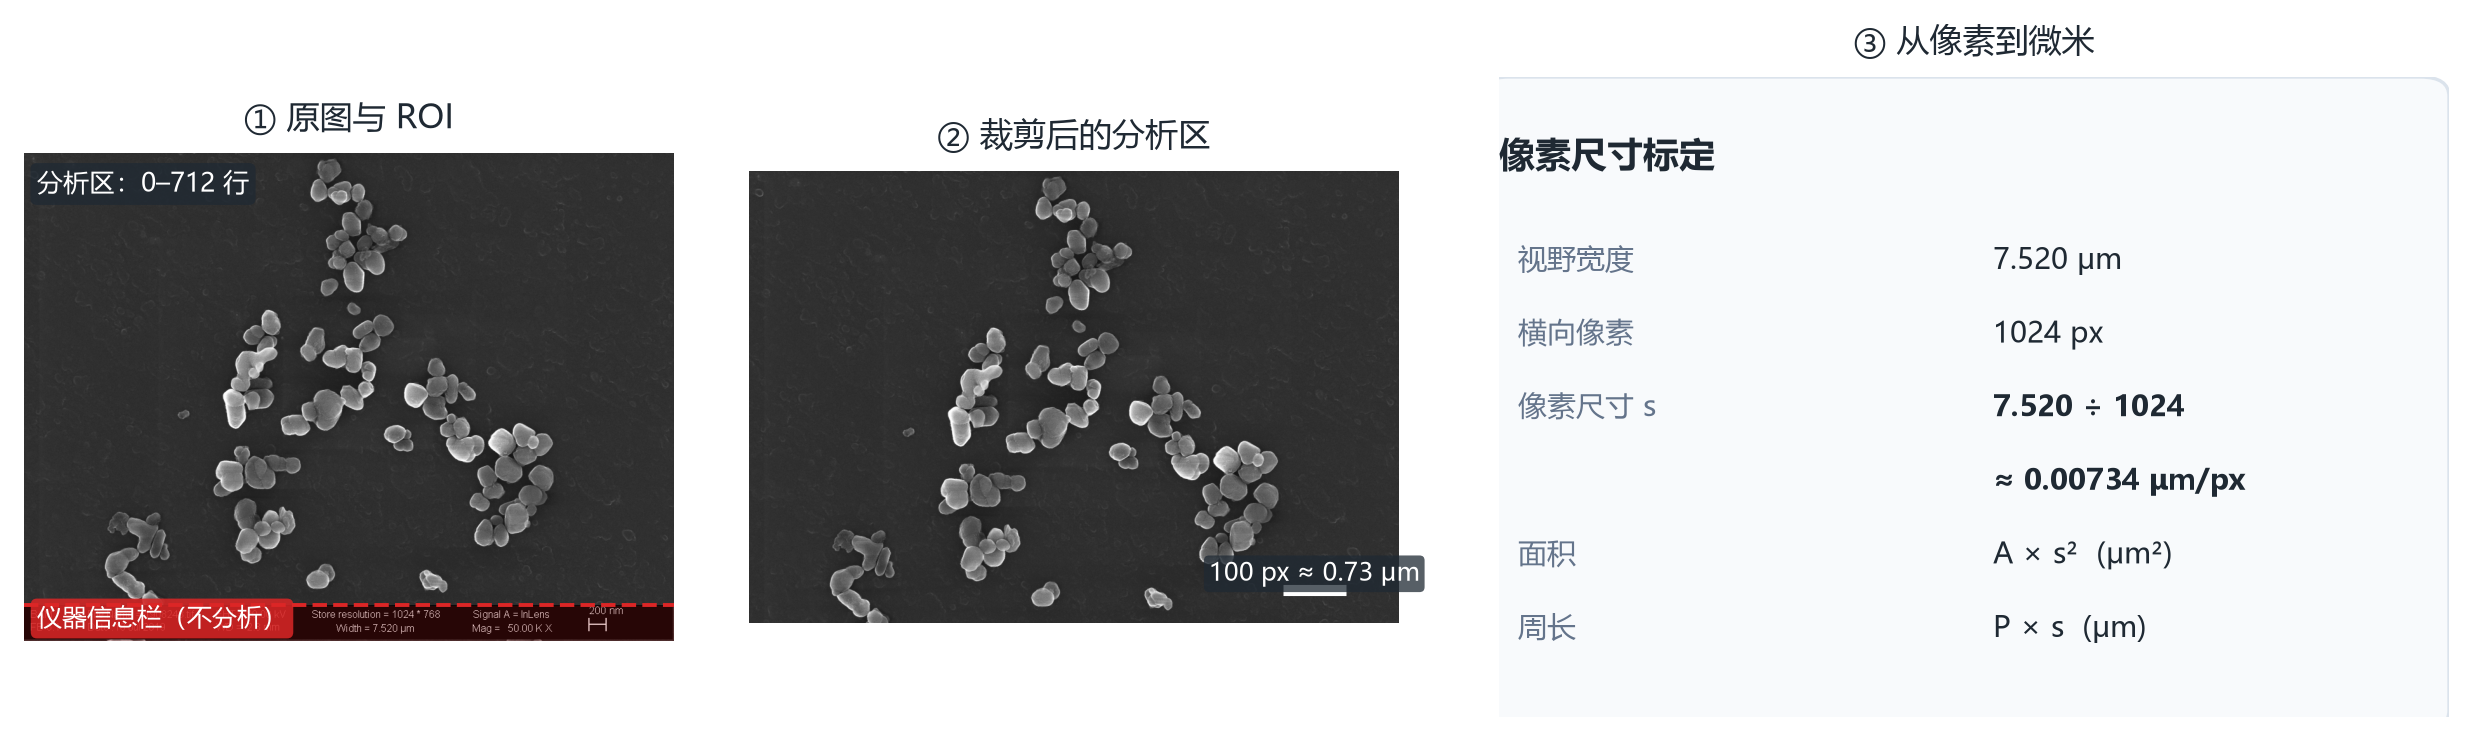 ① 原图与 ROI
分析区：0–712 行
仪器信息栏（不分析）
Store resolution = 1024 * 768
Width = 7.520 µm
Signal A = InLens
Mag = 50.00 K X
200 nm
② 裁剪后的分析区
100 px ≈ 0.73 µm
③ 从像素到微米
像素尺寸标定
视野宽度 7.520 µm
横向像素 1024 px
像素尺寸 s 7.520 ÷ 1024
≈ 0.00734 µm/px
面积 A × s² (µm²)
周长 P × s (µm)